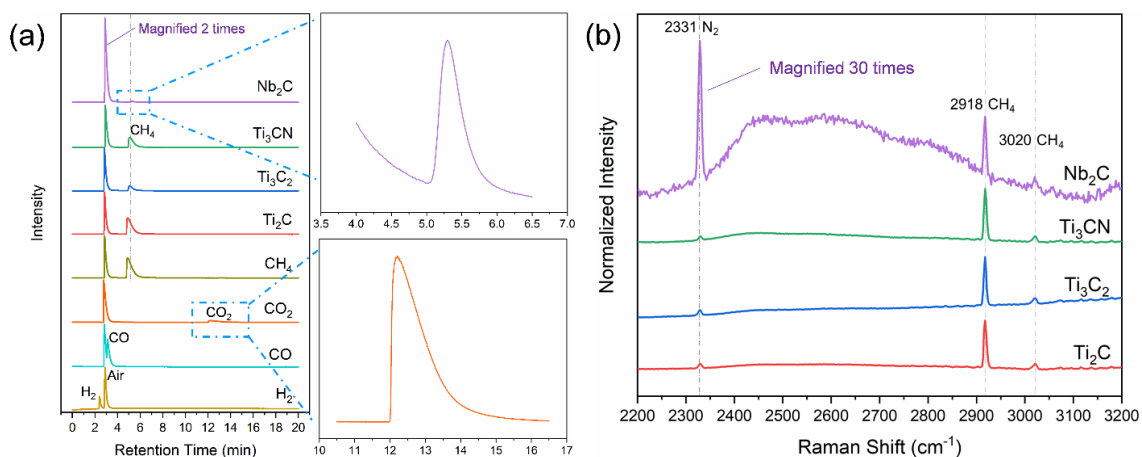 (a)
Magnified 2 times
Nb₂C
CH₄
Ti₃CN
Ti₃C₂
Ti₂C
CH₄
CO₂
CO₂
CO
CO
Air
H₂
H₂
0 2 4 6 8 10 12 14 16 18 20
Retention Time (min)
Intensity
3.5 4.0 4.5 5.0 5.5 6.0 6.5 7.0
10 11 12 13 14 15 16 17
(b)
2331 N₂
Magnified 30 times
2918 CH₄
3020 CH₄
Nb₂C
Ti₃CN
Ti₃C₂
Ti₂C
2200 2300 2400 2500 2600 2700 2800 2900 3000 3100 3200
Raman Shift (cm⁻¹)
Normalized Intensity